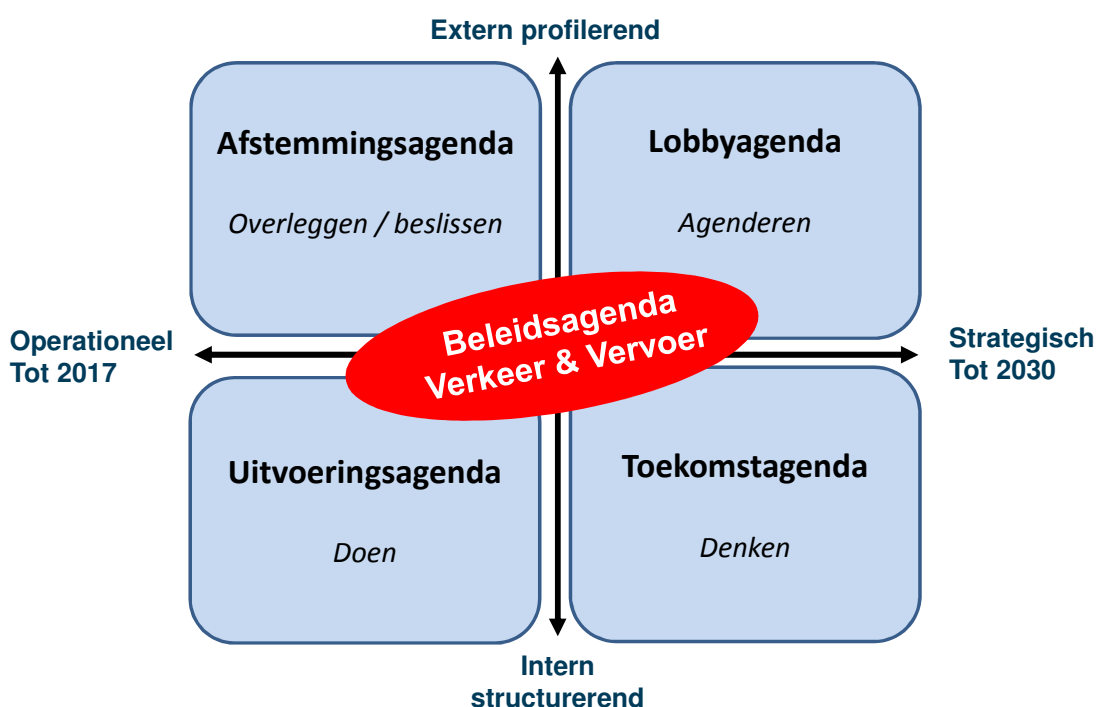 Extern profilerend
Afstemmingsagenda
Overleggen / beslissen
Lobbyagenda
Agenderen
Operationeel
Tot 2017
Beleidsagenda
Verkeer & Vervoer
Strategisch
Tot 2030
Uitvoeringsagenda
Doen
Toekomstagenda
Denken
Intern
structurerend